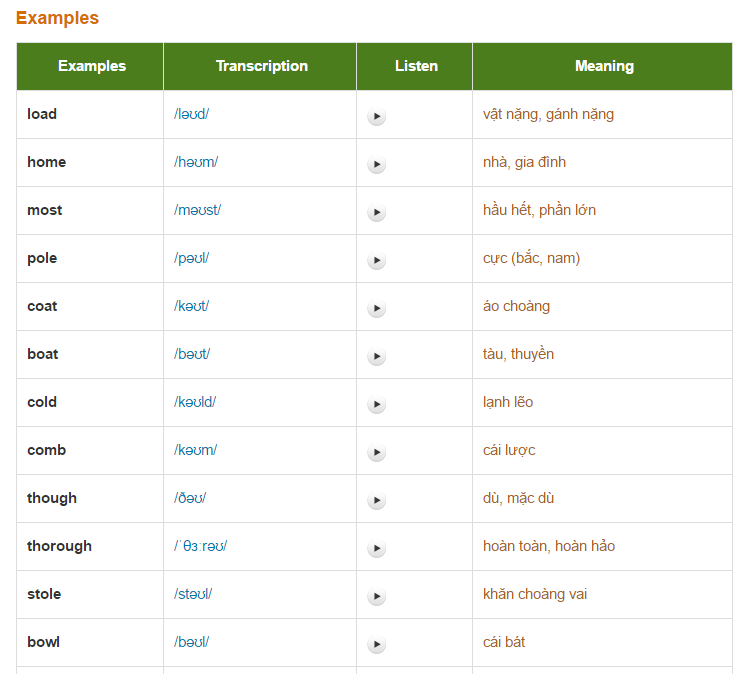 Examples
Examples Transcription Listen Meaning
load /ləʊd/ vật nặng, gánh nặng
home /həʊm/ nhà, gia đình
most /məʊst/ hầu hết, phần lớn
pole /pəʊl/ cực (bắc, nam)
coat /kəʊt/ áo choàng
boat /bəʊt/ tàu, thuyền
cold /kəʊld/ lạnh lẽo
comb /kəʊm/ cái lược
though /ðəʊ/ dù, mặc dù
thorough /ˈθɜːrəʊ/ hoàn toàn, hoàn hảo
stole /stəʊl/ khăn choàng vai
bowl /bəʊl/ cái bát